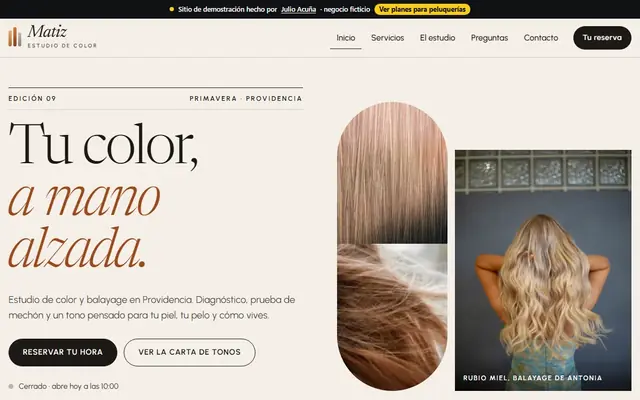 Sitio de demostración hecho por Julio Acuña · negocio ficticio Ver planes para peluquerías
Matiz
ESTUDIO DE COLOR
Inicio Servicios El estudio Preguntas Contacto Tu reserva
EDICIÓN 09 PRIMAVERA · PROVIDENCIA
Tu color,
a mano
alzada.
Estudio de color y balayage en Providencia. Diagnóstico, prueba de
mechón y un tono pensado para tu piel, tu pelo y cómo vives.
RESERVAR TU HORA VER LA CARTA DE TONOS
Cerrado · abre hoy a las 10:00
RUBIO MIEL, BALAYAGE DE ANTONIA